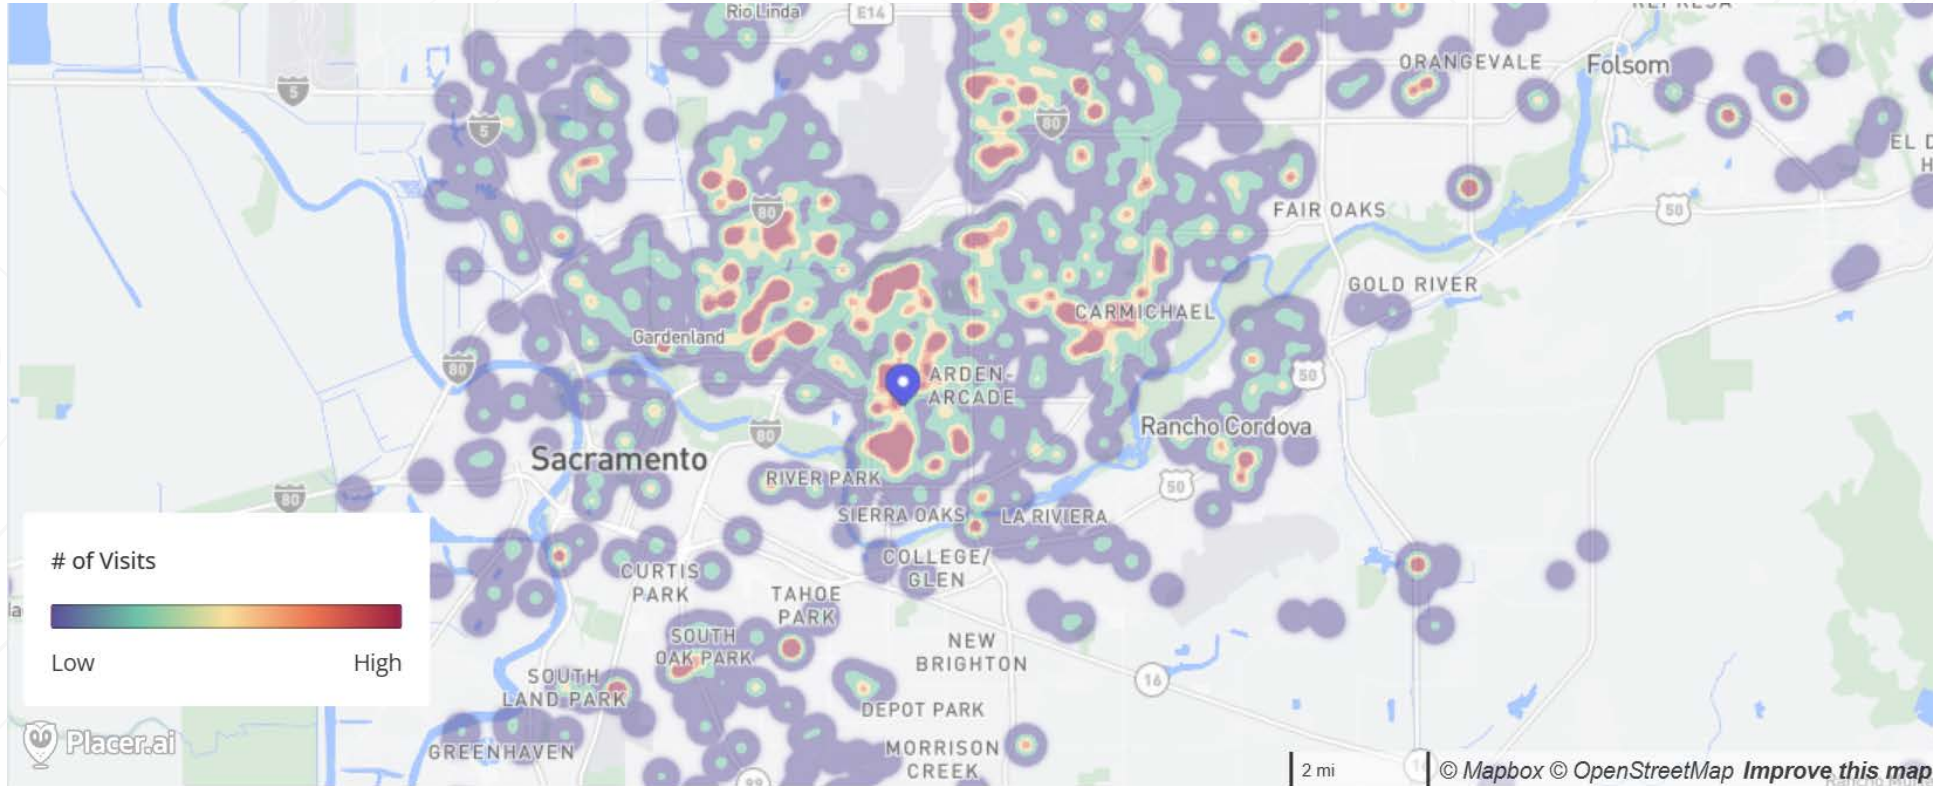 Rio Linda
E14
ORANGEVALE
Folsom
5
5
80
EL D
H
80
FAIR OAKS
50
GOLD RIVER
CARMICHAEL
Gardenland
80
ARDEN-
ARCADE
50
Rancho Cordova
80
Sacramento
RIVER PARK
50
80
SIERRA OAKS
LA RIVIERA
COLLEGE/
GLEN
CURTIS
PARK
TAHOE
PARK
SOUTH
OAK PARK
NEW
BRIGHTON
16
SOUTH
LAND PARK
DEPOT PARK
GREENHAVEN
MORRISON
CREEK
99
# of Visits
Low
High
Placer.ai
2 mi
© Mapbox © OpenStreetMap Improve this map